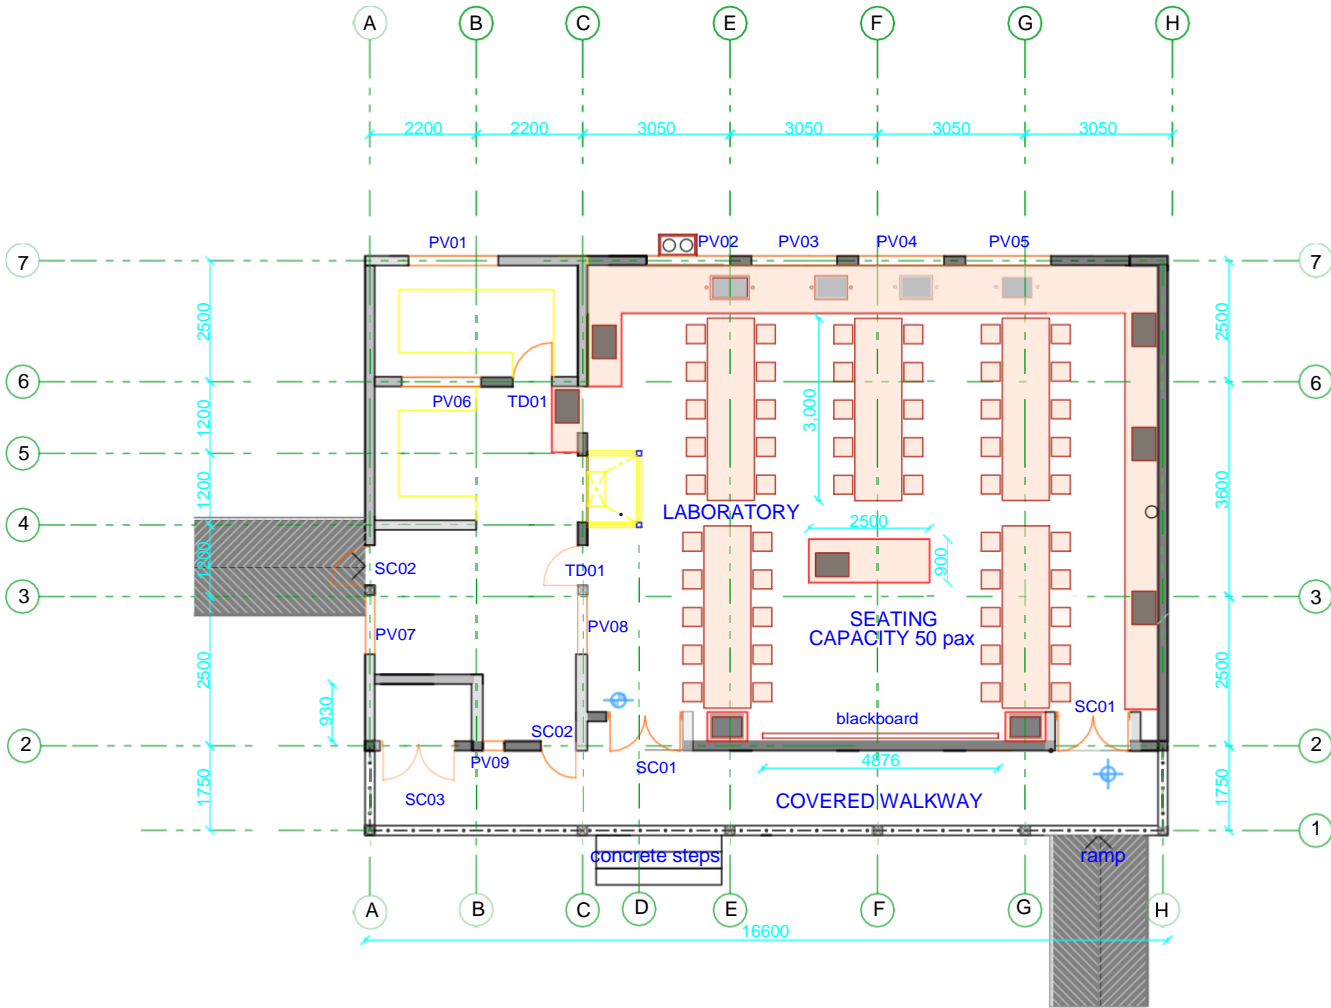 A B C E F G H
2200 2200 3050 3050 3050 3050
PV01 PV02 PV03 PV04 PV05
7 7
2500 2500
6 6
PV06 TD01
1200 3,000
5
1200 3600
LABORATORY
4 2500
1200 SC02 TD01 900
3 3
SEATING
CAPACITY 50 pax
PV07 PV08
2500 2500
930 blackboard SC01
2 2
SC02
PV09 SC01 4876
1750 SC03 COVERED WALKWAY 1750
1
concrete steps ramp
A B C D E F G H
16600